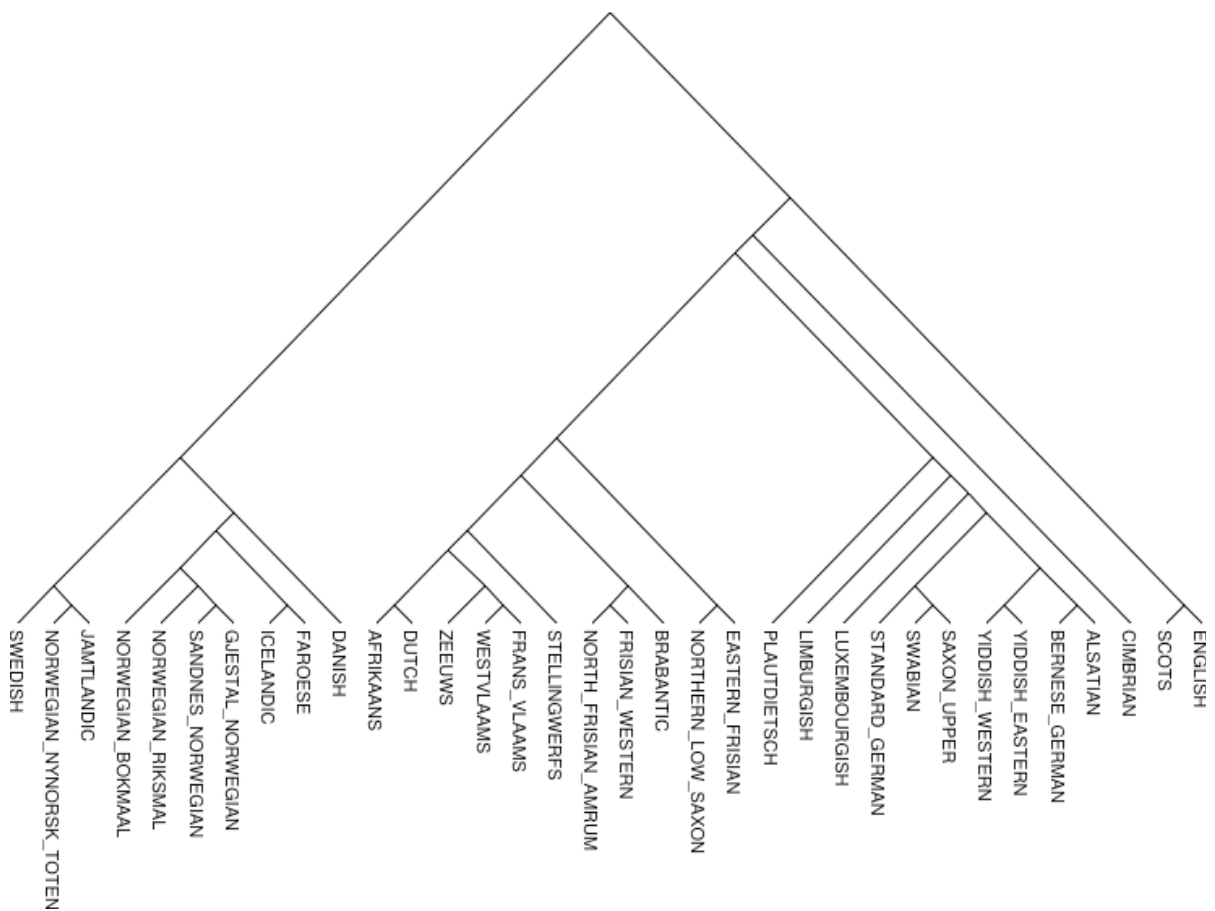 SWEDISH
NORWEGIAN_NYNORSK_TOTEN
JAMTLANDIC
NORWEGIAN_BOKMAAL
NORWEGIAN_RIKSMAL
SANDNES_NORWEGIAN
GJESTAL_NORWEGIAN
ICELANDIC
FAROESE
DANISH
AFRIKAANS
DUTCH
ZEEUWS
WESTVLAAMS
FRANS_VLAAMS
STELLINGWERFS
NORTH_FRISIAN_AMRUM
FRISIAN_WESTERN
BRABANTIC
NORTHERN_LOW_SAXON
EASTERN_FRISIAN
PLAUTDIETSCH
LIMBURGISH
LUXEMBOURGISH
STANDARD_GERMAN
SWABIAN
SAXON_UPPER
YIDDISH_WESTERN
YIDDISH_EASTERN
BERNESE_GERMAN
ALSATIAN
CIMBRIAN
SCOTS
ENGLISH